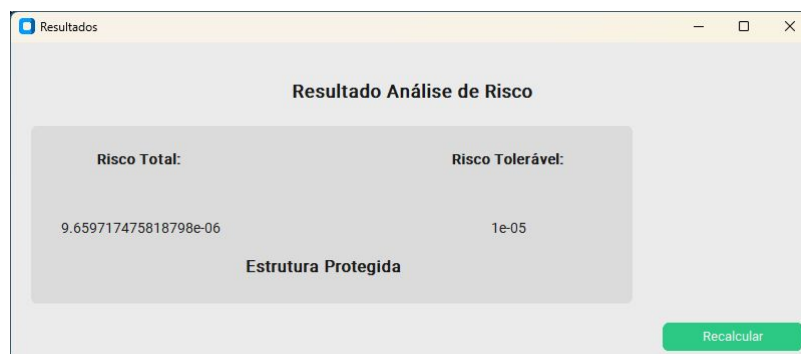 Resultados
Resultado Análise de Risco
Risco Total: Risco Tolerável:
9.659717475818798e-06 1e-05
Estrutura Protegida
Recalcular